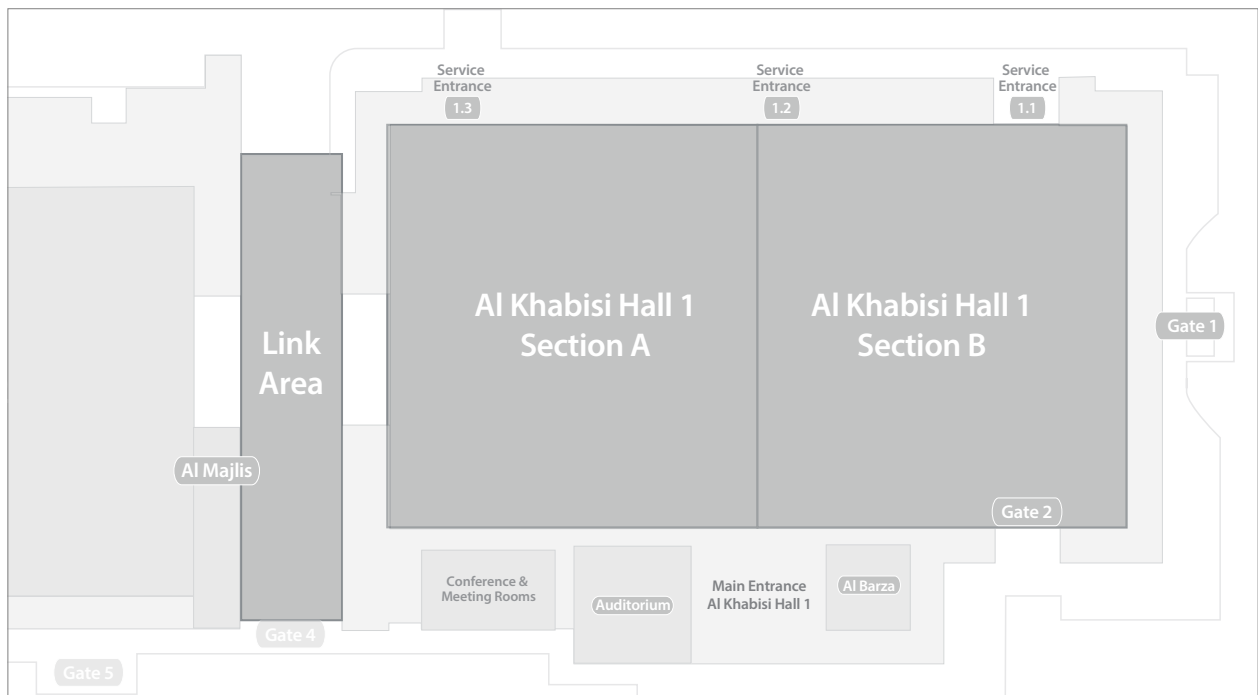 Service
Entrance
1.3
Service
Entrance
1.2
Service
Entrance
1.1
Al Khabisi Hall 1
Section A
Al Khabisi Hall 1
Section B
Gate 1
Link
Area
Al Majlis
Gate 2
Conference &
Meeting Rooms
Auditorium
Main Entrance
Al Khabisi Hall 1
Al Barza
Gate 4
Gate 5